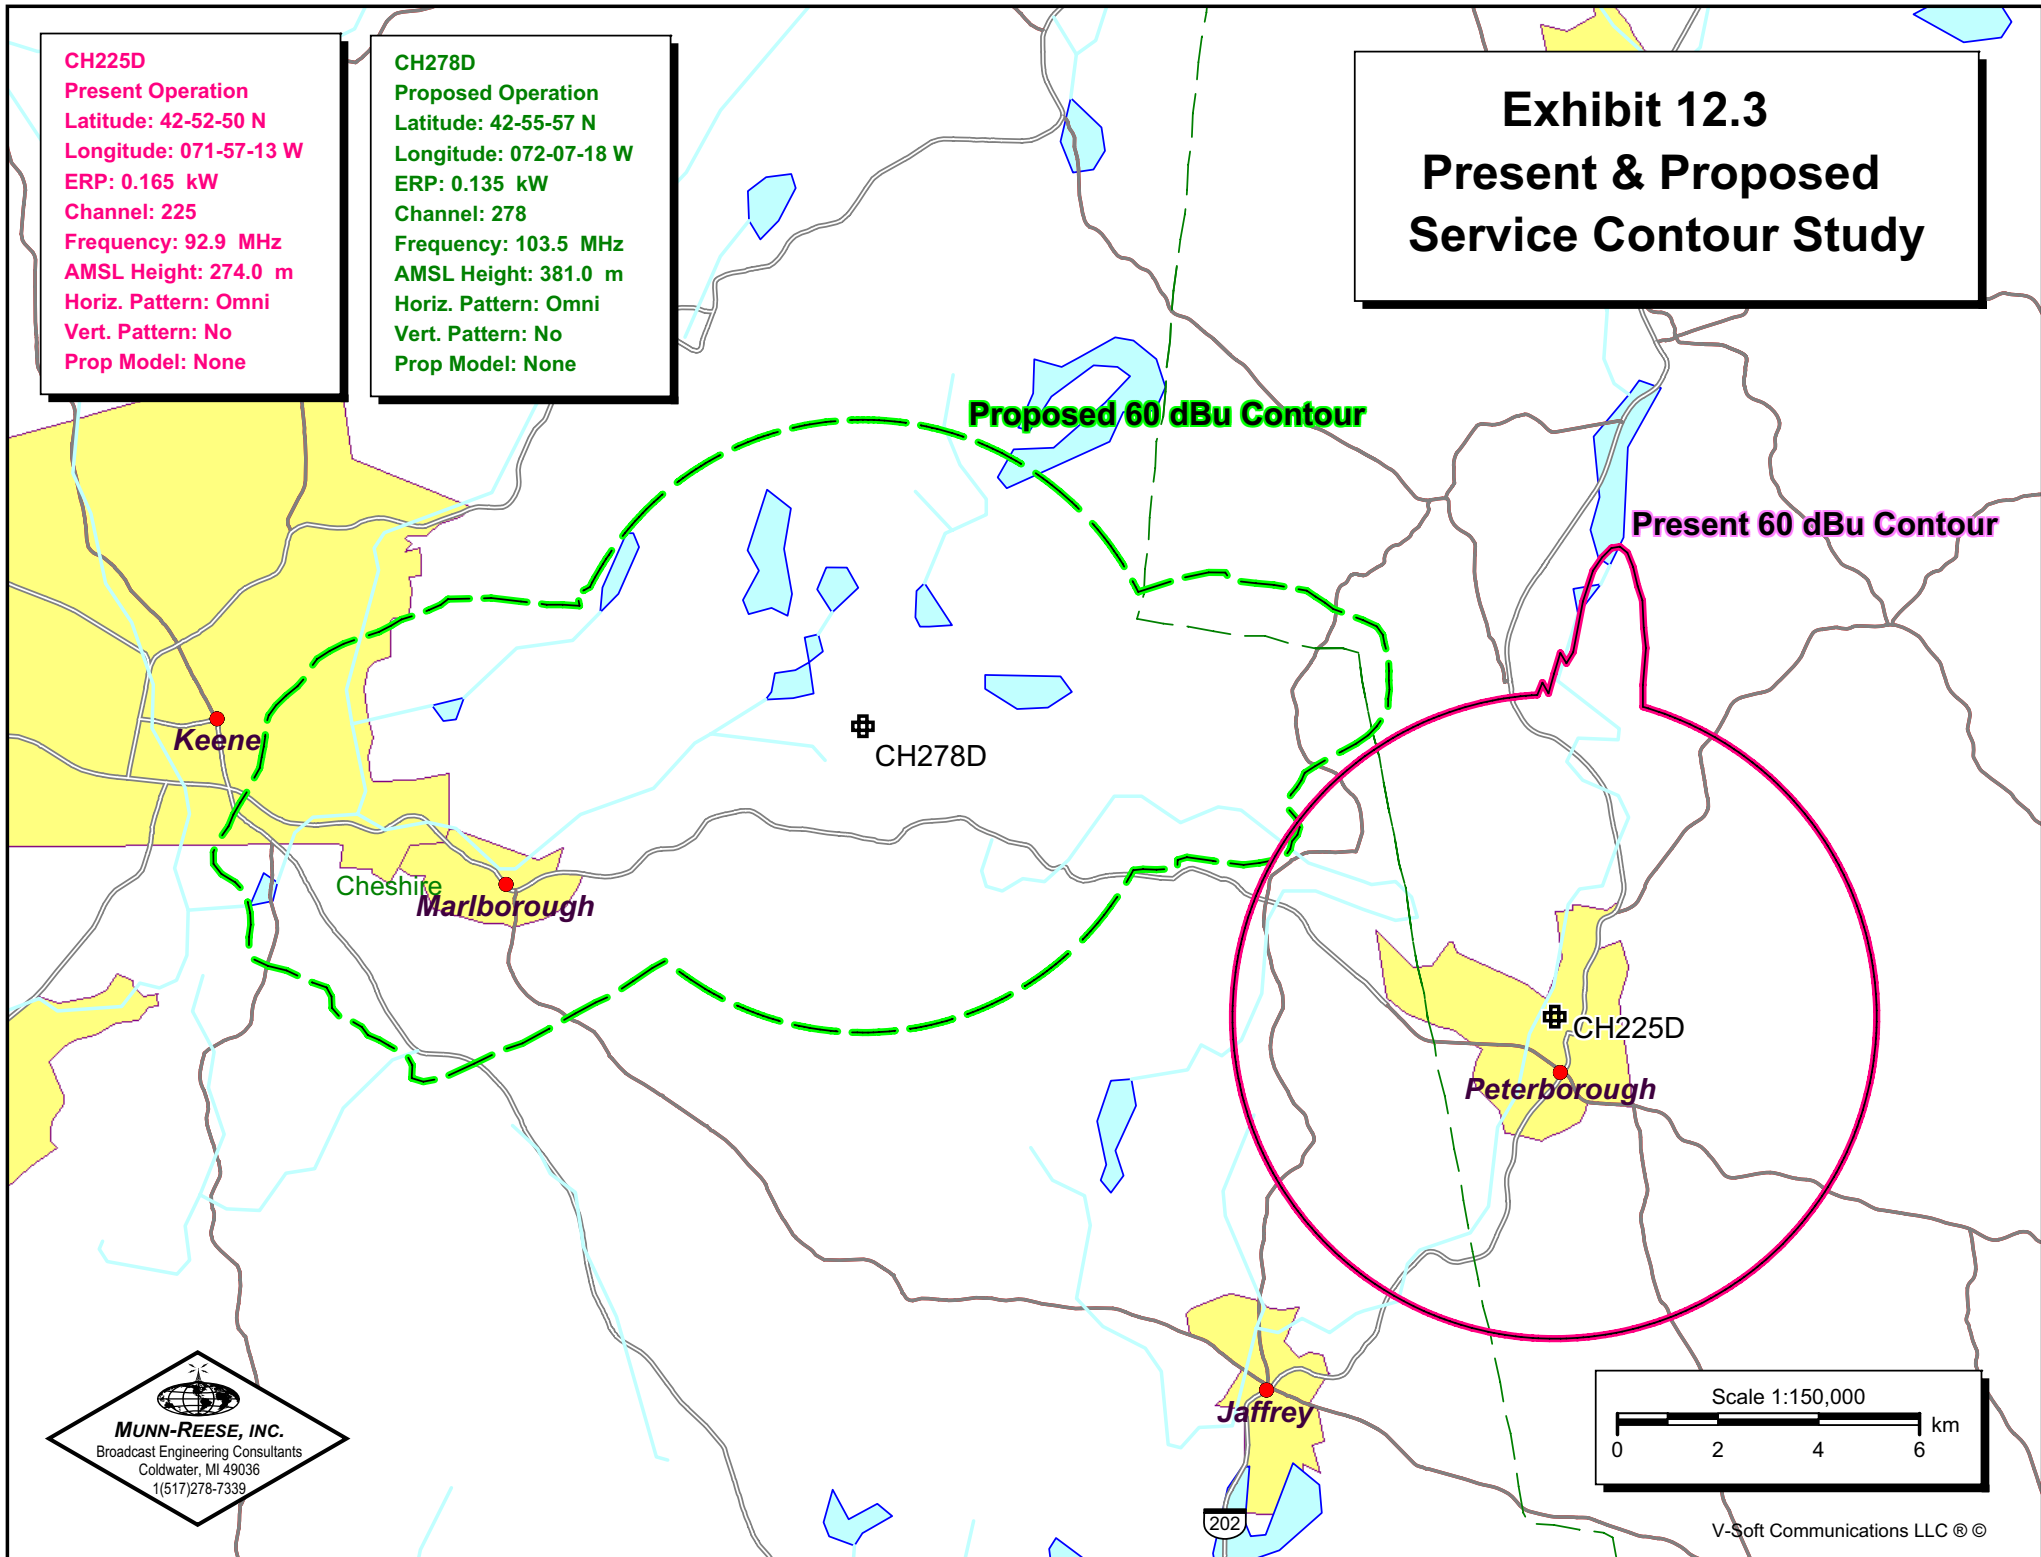 CH225D
Present Operation
Latitude: 42-52-50 N
Longitude: 071-57-13 W
ERP: 0.165 kW
Channel: 225
Frequency: 92.9 MHz
AMSL Height: 274.0 m
Horiz. Pattern: Omni
Vert. Pattern: No
Prop Model: None
CH278D
Proposed Operation
Latitude: 42-55-57 N
Longitude: 072-07-18 W
ERP: 0.135 kW
Channel: 278
Frequency: 103.5 MHz
AMSL Height: 381.0 m
Horiz. Pattern: Omni
Vert. Pattern: No
Prop Model: None
Exhibit 12.3
Present & Proposed
Service Contour Study
Proposed 60 dBu Contour
Present 60 dBu Contour
Keene
CH278D
Cheshire
Marlborough
CH225D
Peterborough
Jaffrey
202
MUNN-REESE, INC.
Broadcast Engineering Consultants
Coldwater, MI 49036
1(517)278-7339
Scale 1:150,000
km
0 2 4 6
V-Soft Communications LLC ® ©